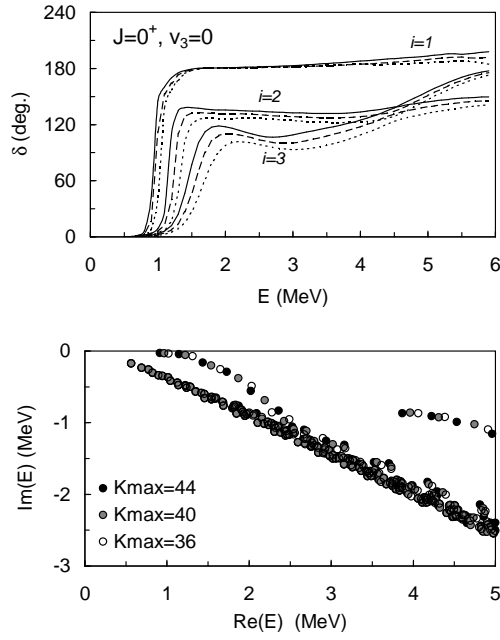 240
180
120
60
0
δ (deg.)
J=0⁺, ν₃=0
i=1
i=2
i=3
0 1 2 3 4 5 6
E (MeV)
0
-1
-2
-3
Im(E) (MeV)
Kmax=44
Kmax=40
Kmax=36
0 1 2 3 4 5
Re(E) (MeV)